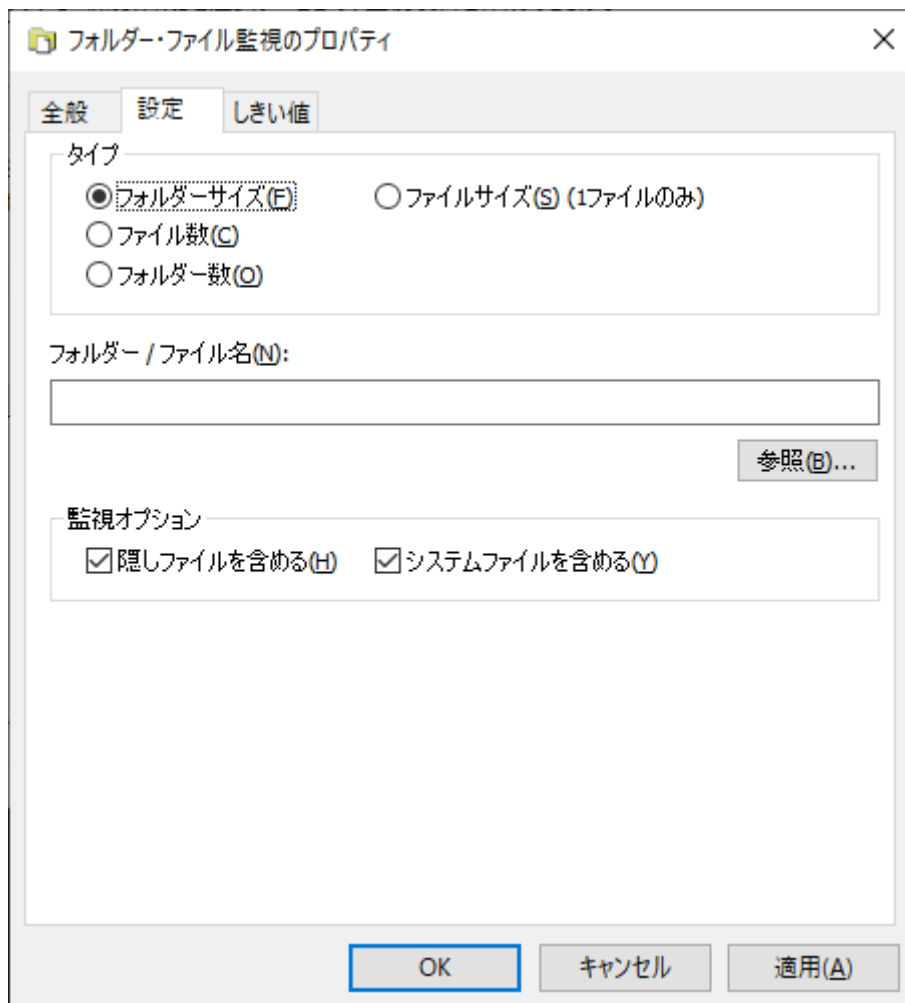 フォルダー・ファイル監視のプロパティ
全般 設定 しきい値
タイプ
フォルダーサイズ(F) ファイルサイズ(S) (1ファイルのみ)
ファイル数(C)
フォルダー数(O)
フォルダー / ファイル名(N):
参照(B)...
監視オプション
隠しファイルを含める(H) システムファイルを含める(Y)
OK キャンセル 適用(A)